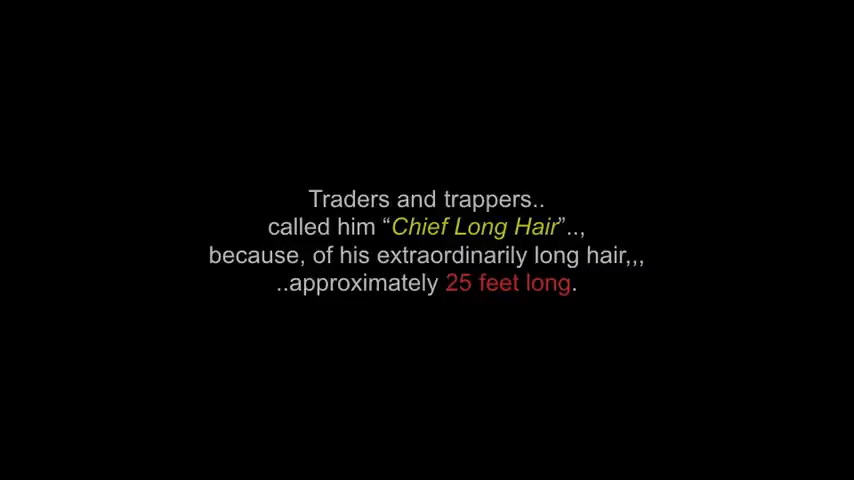 Traders and trappers..
called him “Chief Long Hair”..,
because, of his extraordinarily long hair,,,
..approximately 25 feet long.